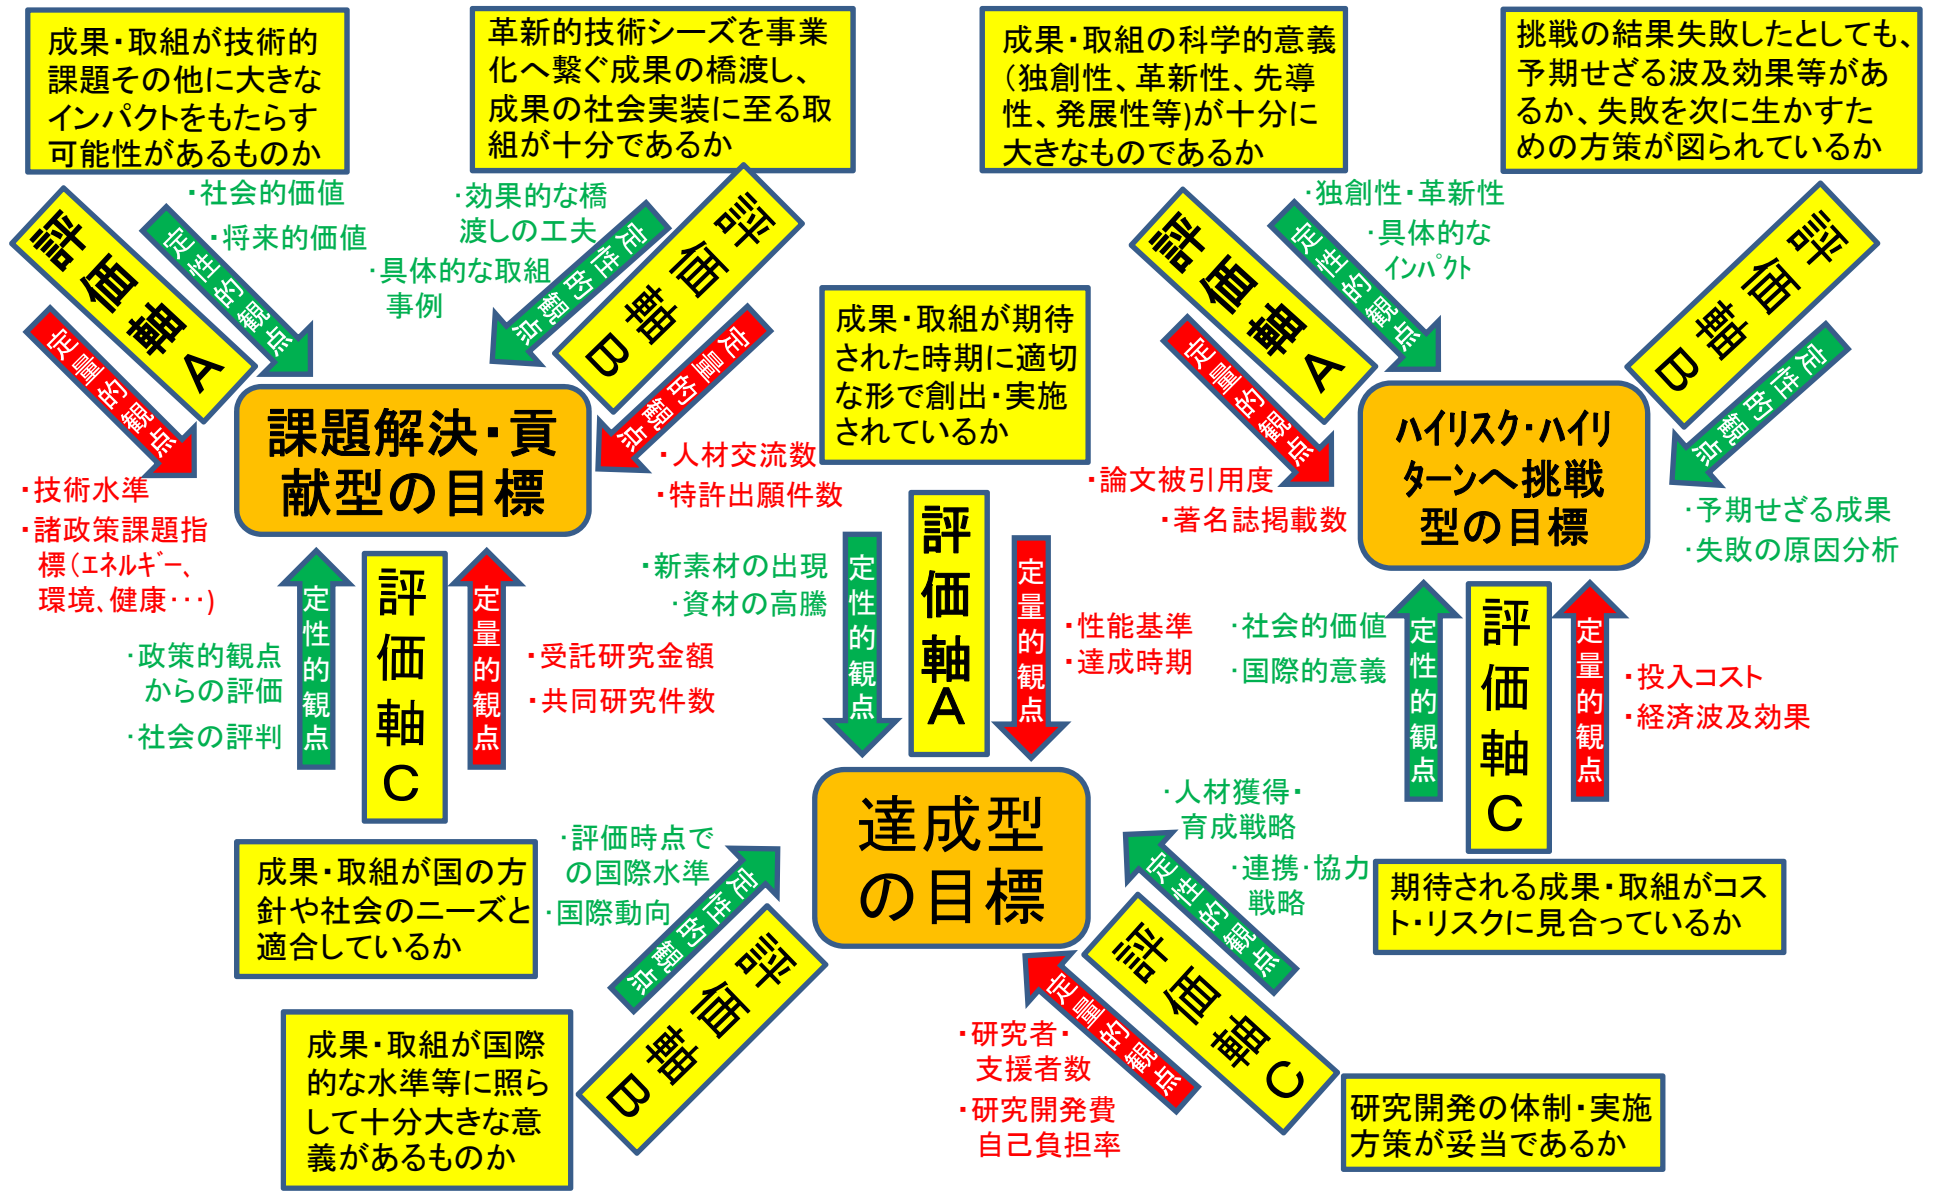 成果・取組が技術的
課題その他に大きな
インパクトをもたらす
可能性があるものか
革新的技術シーズを事業
化へ繋ぐ成果の橋渡し、
成果の社会実装に至る取
組が十分であるか
成果・取組の科学的意義
(独創性、革新性、先導
性、発展性等)が十分に
大きなものであるか
挑戦の結果失敗したとしても、
予期せざる波及効果等があ
るか、失敗を次に生かすた
めの方策が図られているか
評価軸A
定性的観点
・社会的価値
・将来的価値
定量的観点
・技術水準
・諸政策課題指
標(エネルギー、
環境、健康・・・)
・効果的な橋
渡しの工夫
・具体的な取組
事例
定性的観点
評価軸B
定量的観点
・人材交流数
・特許出願件数
課題解決・貢
献型の目標
・政策的観点
からの評価
・社会の評判
定性的観点
評価軸C
定量的観点
・受託研究金額
・共同研究件数
成果・取組が国の方
針や社会のニーズと
適合しているか
成果・取組が期待
された時期に適切
な形で創出・実施
されているか
・新素材の出現
・資材の高騰
定性的観点
評価軸A
定量的観点
・性能基準
・達成時期
達成型
の目標
・評価時点で
の国際水準
・国際動向
定性的観点
評価軸B
成果・取組が国際
的な水準等に照ら
して十分大きな意
義があるものか
・人材獲得・
育成戦略
・連携・協力
戦略
定性的観点
評価軸C
定量的観点
・研究者・
支援者数
・研究開発費
自己負担率
研究開発の体制・実施
方策が妥当であるか
評価軸A
定性的観点
・独創性・革新性
・具体的な
インパクト
定量的観点
・論文被引用度
・著名誌掲載数
評価軸B
定性的観点
・予期せざる成果
・失敗の原因分析
ハイリスク・ハイリ
ターンへ挑戦
型の目標
・社会的価値
・国際的意義
定性的観点
評価軸C
定量的観点
・投入コスト
・経済波及効果
期待される成果・取組がコス
ト・リスクに見合っているか